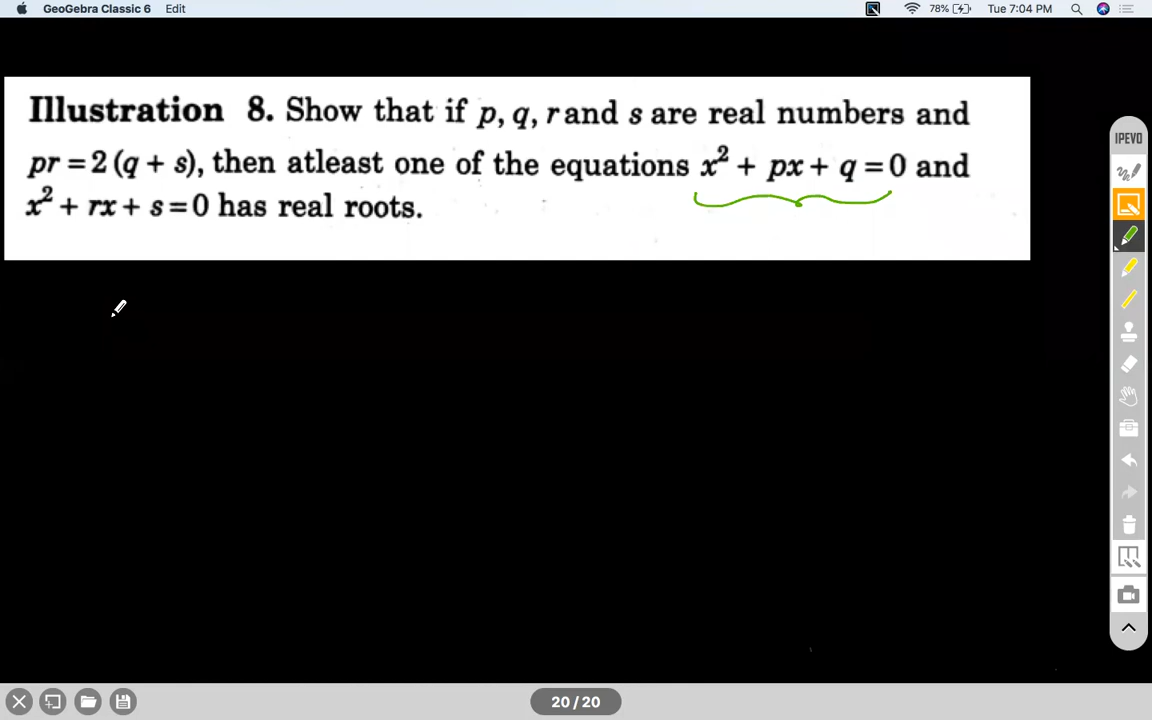 GeoGebra Classic 6 Edit 78% Tue 7:04 PM
Illustration 8. Show that if p, q, r and s are real numbers and
pr = 2 (q + s), then atleast one of the equations x² + px + q = 0 and
x² + rx + s = 0 has real roots.
IPEVO
20 / 20